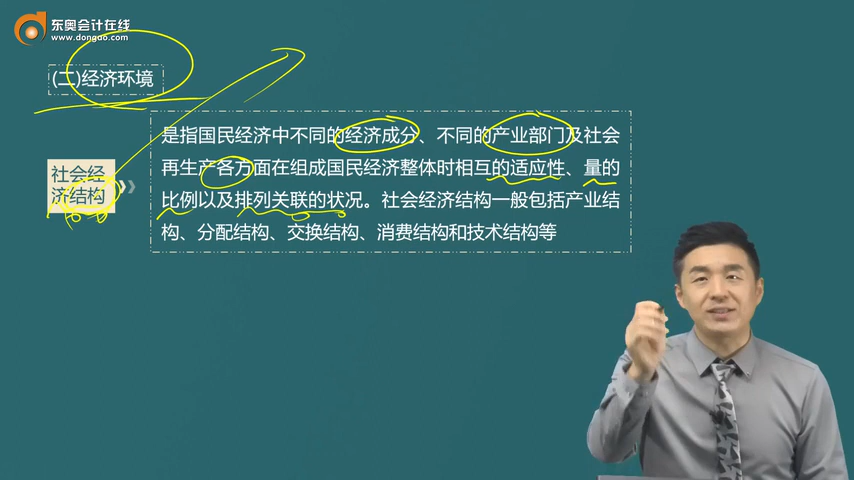 东奥会计在线
www.dongao.com
(二)经济环境
是指国民经济中不同的经济成分、不同的产业部门及社会
再生产各方面在组成国民经济整体时相互的适应性、量的
比例以及排列关联的状况。社会经济结构一般包括产业结
构、分配结构、交换结构、消费结构和技术结构等
社会经
济结构